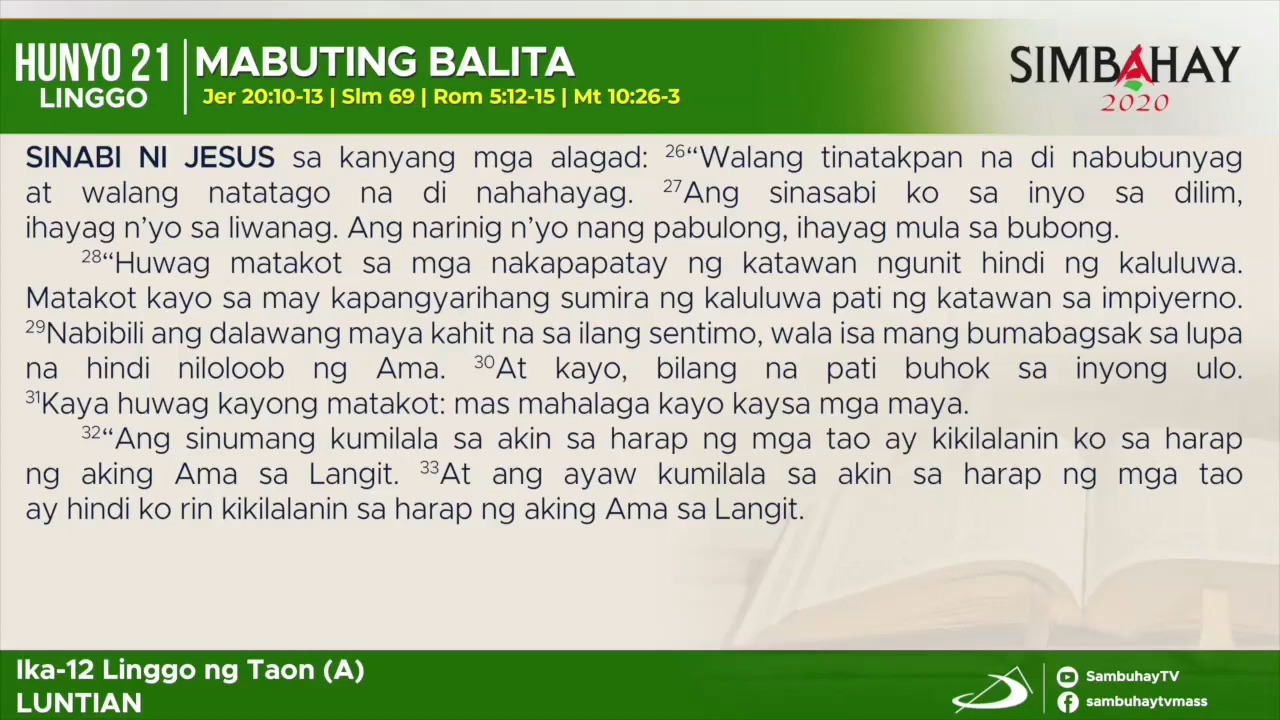 HUNYO 21
LINGGO
MABUTING BALITA
Jer 20:10-13 | Slm 69 | Rom 5:12-15 | Mt 10:26-3
SIMBAHAY
2020
SINABI NI JESUS sa kanyang mga alagad: ²⁶“Walang tinatakpan na di nabubunyag
at walang natatago na di nahahayag. ²⁷Ang sinasabi ko sa inyo sa dilim,
ihayag n’yo sa liwanag. Ang narinig n’yo nang pabulong, ihayag mula sa bubong.
²⁸“Huwag matakot sa mga nakapapatay ng katawan ngunit hindi ng kaluluwa.
Matakot kayo sa may kapangyarihang sumira ng kaluluwa pati ng katawan sa impiyerno.
²⁹Nabibili ang dalawang maya kahit na sa ilang sentimo, wala isa mang bumabagsak sa lupa
na hindi niloloob ng Ama. ³⁰At kayo, bilang na pati buhok sa inyong ulo.
³¹Kaya huwag kayong matakot: mas mahalaga kayo kaysa mga maya.
³²“Ang sinumang kumilala sa akin sa harap ng mga tao ay kikilalanin ko sa harap
ng aking Ama sa Langit. ³³At ang ayaw kumilala sa akin sa harap ng mga tao
ay hindi ko rin kikilalanin sa harap ng aking Ama sa Langit.
Ika-12 Linggo ng Taon (A)
LUNTIAN
SambuhayTV
sambuhaytvmass